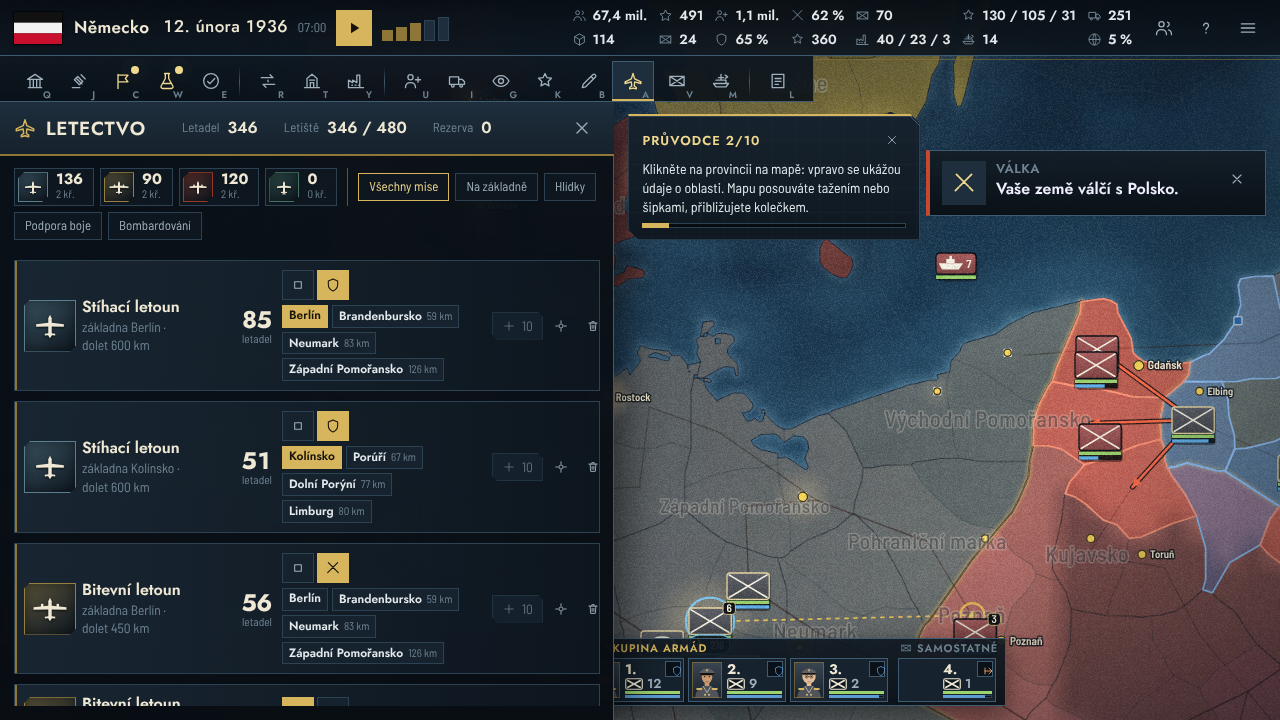 Německo 12. února 1936 07:00
67,4 mil. 491 1,1 mil. 62 % 70 130 / 105 / 31 251
114 24 65 % 360 40 / 23 / 3 14 5 %
?
Q J C W E R T Y U I G K B A V M L
LETECTVO Letadel 346 Letiště 346 / 480 Rezerva 0
136 90 120 0
2 kř. 2 kř. 2 kř. 0 kř.
Všechny mise Na základně Hlídky
Podpora boje Bombardování
Stíhací letoun
základna Berlín ·
dolet 600 km
85
letadel
Berlín Brandenbursko 59 km
Neumark 83 km
Západní Pomořansko 126 km
+ 10
Stíhací letoun
základna Kolínsko ·
dolet 600 km
51
letadel
Kolínsko Porúří 67 km
Dolní Porýní 77 km
Limburg 80 km
+ 10
Bitevní letoun
základna Berlín ·
dolet 450 km
56
letadel
Berlín Brandenbursko 59 km
Neumark 83 km
Západní Pomořansko 126 km
+ 10
Bitevní letoun
PRŮVODCE 2/10
Klikněte na provincii na mapě: vpravo se ukážou
údaje o oblasti. Mapu posouváte tažením nebo
šipkami, přibližujete kolečkem.
VÁLKA
Vaše země válčí s Polsko.
7
Gdaňsk
Elbing
Rostock
Východní Pomořansko
Západní Pomořansko
Pohraniční marka
Kujavsko
Toruň
6
Poznaň
3
Neumark
Poznaň
KUPINA ARMÁD SAMOSTATNÉ
1. 2. 3. 4.
12 9 2 1